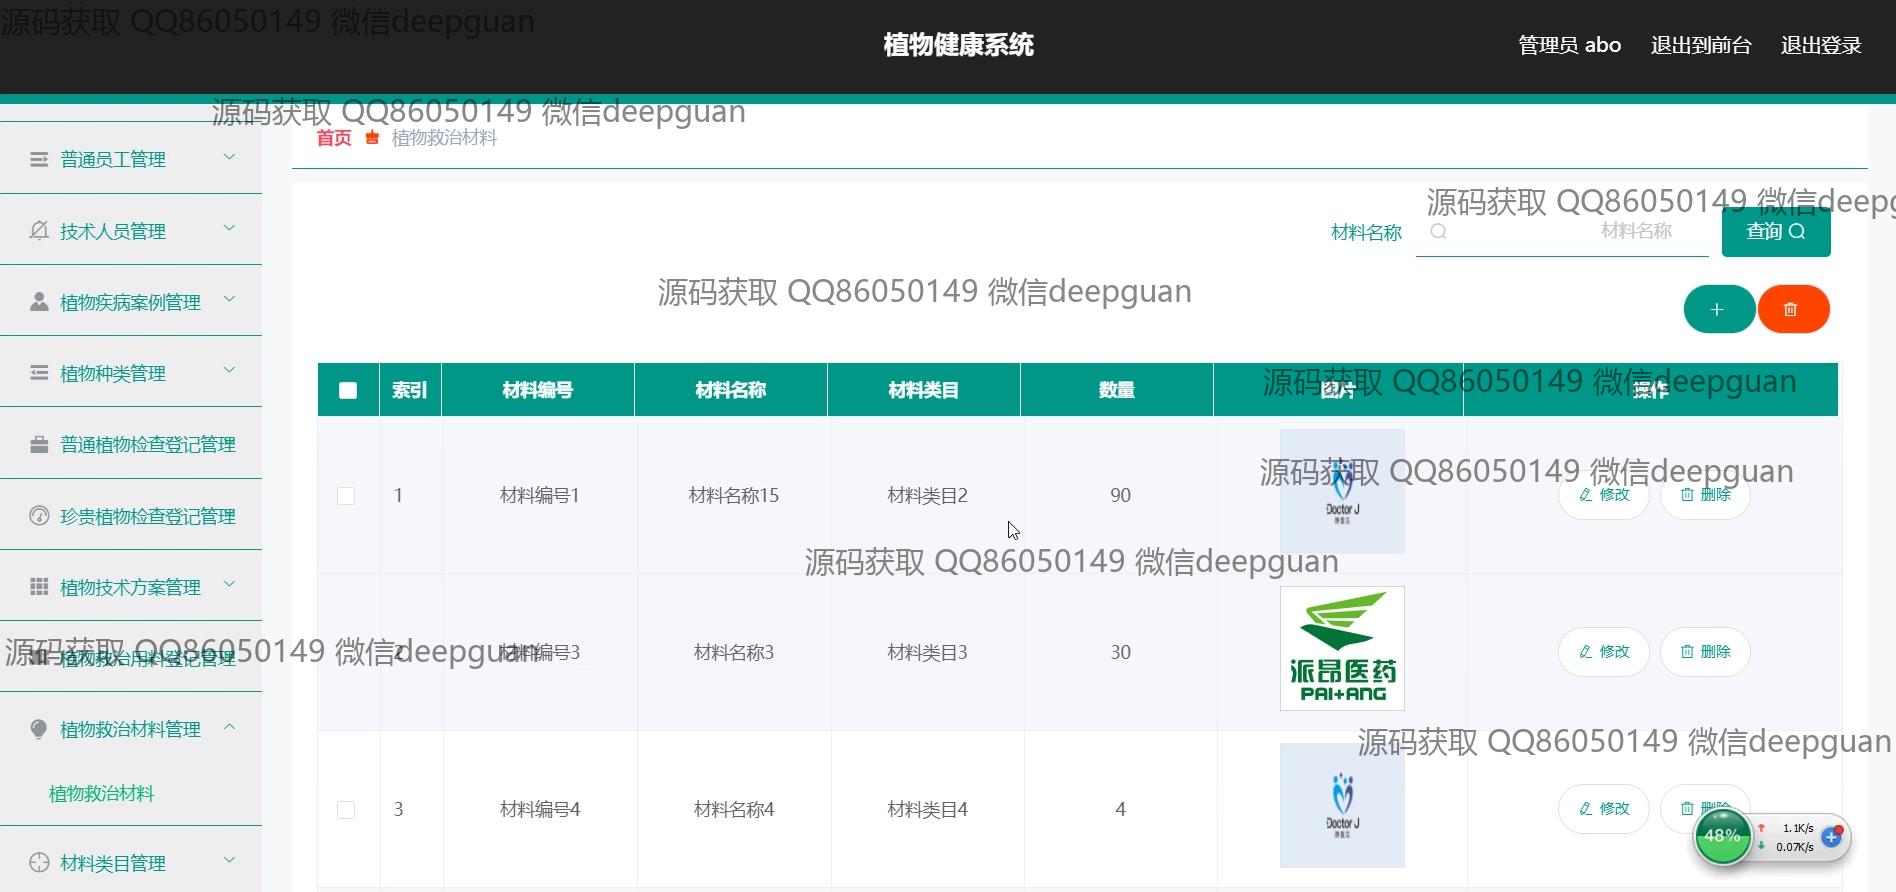 源码获取 QQ86050149 微信deepguan
植物健康系统
管理员 abo 退出到前台 退出登录
源码获取 QQ86050149 微信deepguan
首页 植物救治材料
普通员工管理
源码获取 QQ86050149 微信deepg
技术人员管理
材料名称 材料名称 查询
源码获取 QQ86050149 微信deepguan
植物疾病案例管理
植物种类管理
源码获取 QQ86050149 微信deepguan
索引 材料编号 材料名称 材料类目 数量 图片 操作
普通植物检查登记管理
源码获取 QQ86050149 微信deepguan
1 材料编号1 材料名称15 材料类目2 90 修改 删除
Doctor J
珍贵植物检查登记管理
源码获取 QQ86050149 微信deepguan
植物技术方案管理
源码获取 QQ86050149 微信deepguan
植物救治用料登记管理
2 材料编号3 材料名称3 材料类目3 30 修改 删除
派昂医药
PAI+ANG
植物救治材料管理
源码获取 QQ86050149 微信deepguan
植物救治材料
3 材料编号4 材料名称4 材料类目4 4 修改 删除
Doctor J
48% 1.1K/s
0.07K/s
材料类目管理